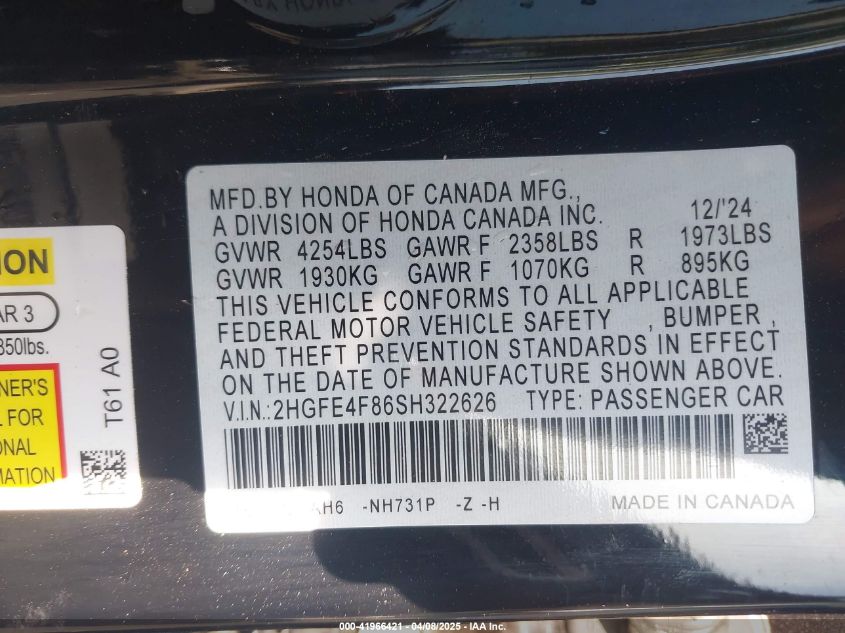 MFD.BY HONDA OF CANADA MFG.,
A DIVISION OF HONDA CANADA INC. 12/'24
GVWR 4254LBS GAWR F 2358LBS R 1973LBS
GVWR 1930KG GAWR F 1070KG R 895KG
THIS VEHICLE CONFORMS TO ALL APPLICABLE
FEDERAL MOTOR VEHICLE SAFETY , BUMPER ,
AND THEFT PREVENTION STANDARDS IN EFFECT
ON THE DATE OF MANUFACTURE SHOWN ABOVE.
V.I.N.:2HGFE4F86SH322626 TYPE: PASSENGER CAR
-NH731P -Z -H MADE IN CANADA
AR 3
850lbs.
NER'S
L FOR
ONAL
MATION
T61 A0
000-41966421 - 04/08/2025 - IAA Inc.